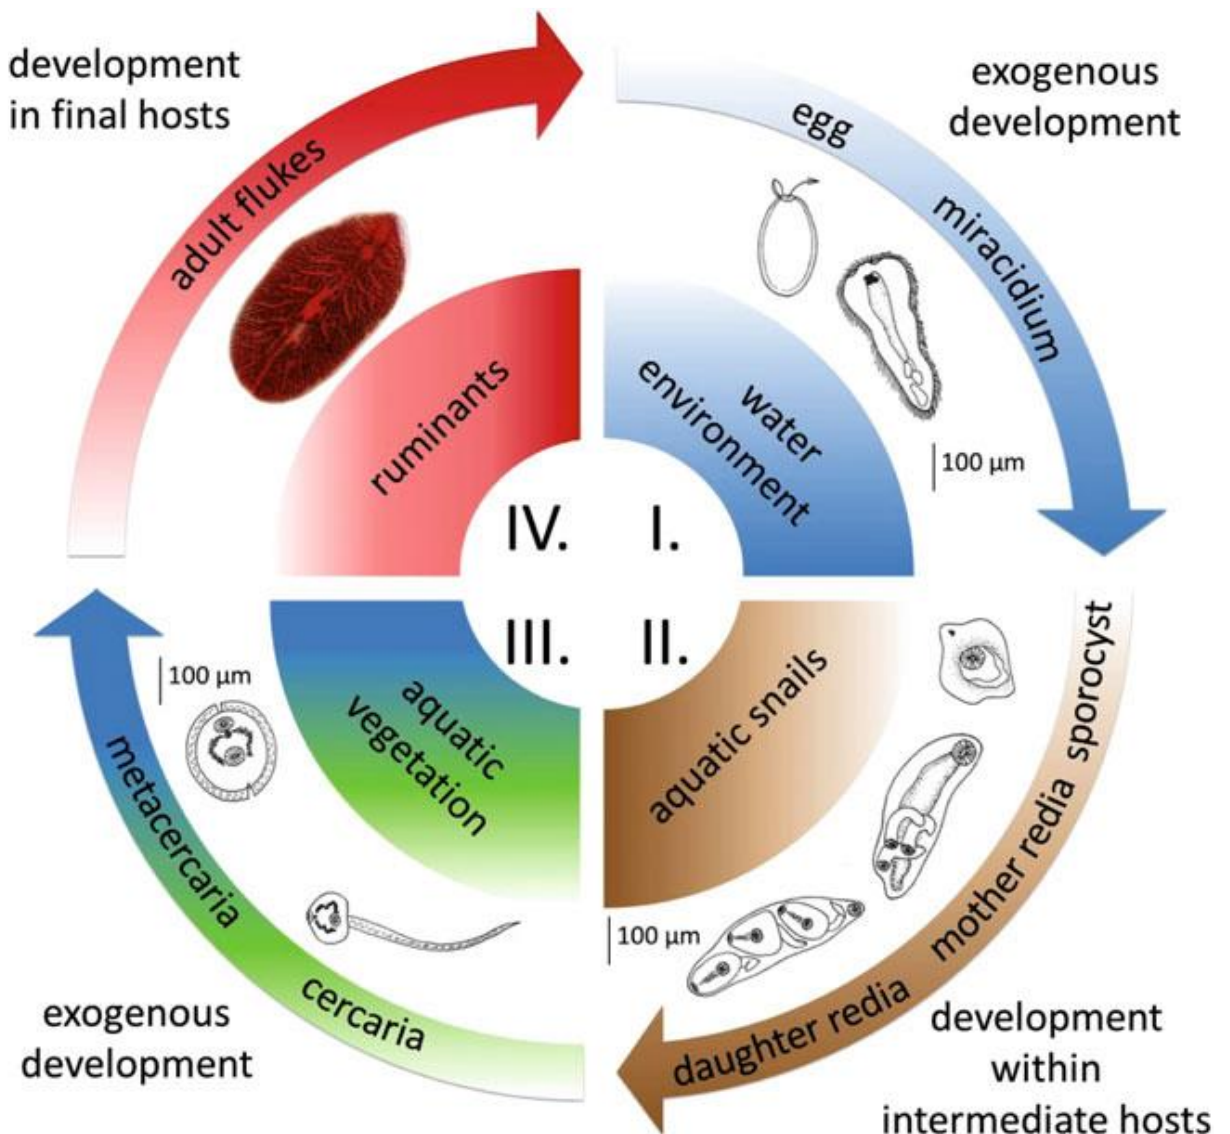 development
in final hosts
adult flukes
ruminants
IV.
exogenous
development
egg
miracidium
water
environment
100 µm
I.
sporocyst
mother redia
daughter redia
aquatic snails
II.
100 µm
development
within
intermediate hosts
III.
aquatic
vegetation
100 µm
metacercaria
cercaria
exogenous
development